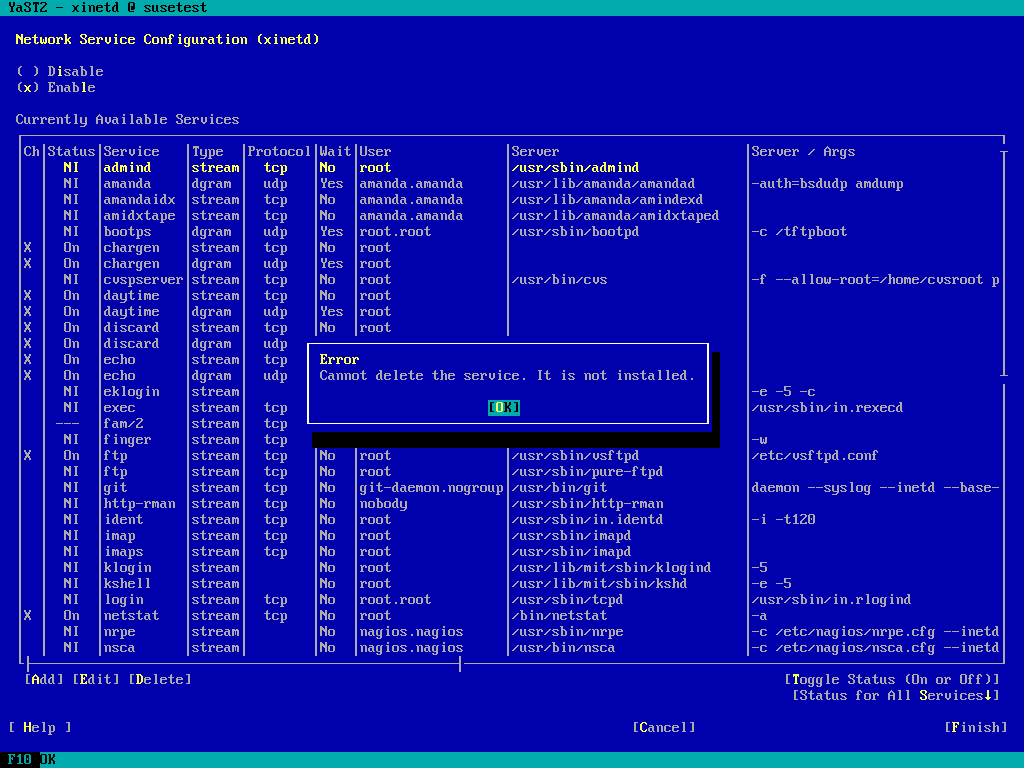 YaST2 - xinetd @ susetest
Network Service Configuration (xinetd)
( ) Disable
(x) Enable
Currently Available Services
Ch Status Service Type Protocol Wait User Server Server / Args
NI admind stream tcp No root /usr/sbin/admind
NI amanda dgram udp Yes amanda.amanda /usr/lib/amanda/amandad -auth=bsdudp amdump
NI amandaidx stream tcp No amanda.amanda /usr/lib/amanda/amindexd
NI amidxtape stream tcp No amanda.amanda /usr/lib/amanda/amidxtaped
NI bootps dgram udp Yes root.root /usr/sbin/bootpd -c /tftpboot
X On chargen stream tcp No root
X On chargen dgram udp Yes root
NI cvspserver stream tcp No root /usr/bin/cvs -f --allow-root=/home/cvsroot p
X On daytime stream tcp No root
X On daytime dgram udp Yes root
X On discard stream tcp No root
X On discard dgram udp
X On echo stream tcp
X On echo dgram udp
NI eklogin stream -e -5 -c
NI exec stream tcp /usr/sbin/in.rexecd
--- fam/2 stream tcp
NI finger stream tcp -w
Error
Cannot delete the service. It is not installed.
[OK]
X On ftp stream tcp No root /usr/sbin/vsftpd /etc/vsftpd.conf
NI ftp stream tcp No root /usr/sbin/pure-ftpd
NI git stream tcp No git-daemon.nogroup /usr/bin/git daemon --syslog --inetd --base-
NI http-rman stream tcp No nobody /usr/sbin/http-rman
NI ident stream tcp No root /usr/sbin/in.identd -i -t120
NI imap stream tcp No root /usr/sbin/imapd
NI imaps stream tcp No root /usr/sbin/imapd
NI klogin stream No root /usr/lib/mit/sbin/klogind -5
NI kshell stream No root /usr/lib/mit/sbin/kshd -e -5
NI login stream tcp No root.root /usr/sbin/tcpd /usr/sbin/in.rlogind
X On netstat stream tcp No root /bin/netstat -a
NI nrpe stream No nagios.nagios /usr/sbin/nrpe -c /etc/nagios/nrpe.cfg --inetd
NI nsca stream No nagios.nagios /usr/bin/nsca -c /etc/nagios/nsca.cfg --inetd
[Add] [Edit] [Delete] [Toggle Status (On or Off)]
[Status for All Services↓]
[ Help ] [Cancel] [Finish]
F10 OK